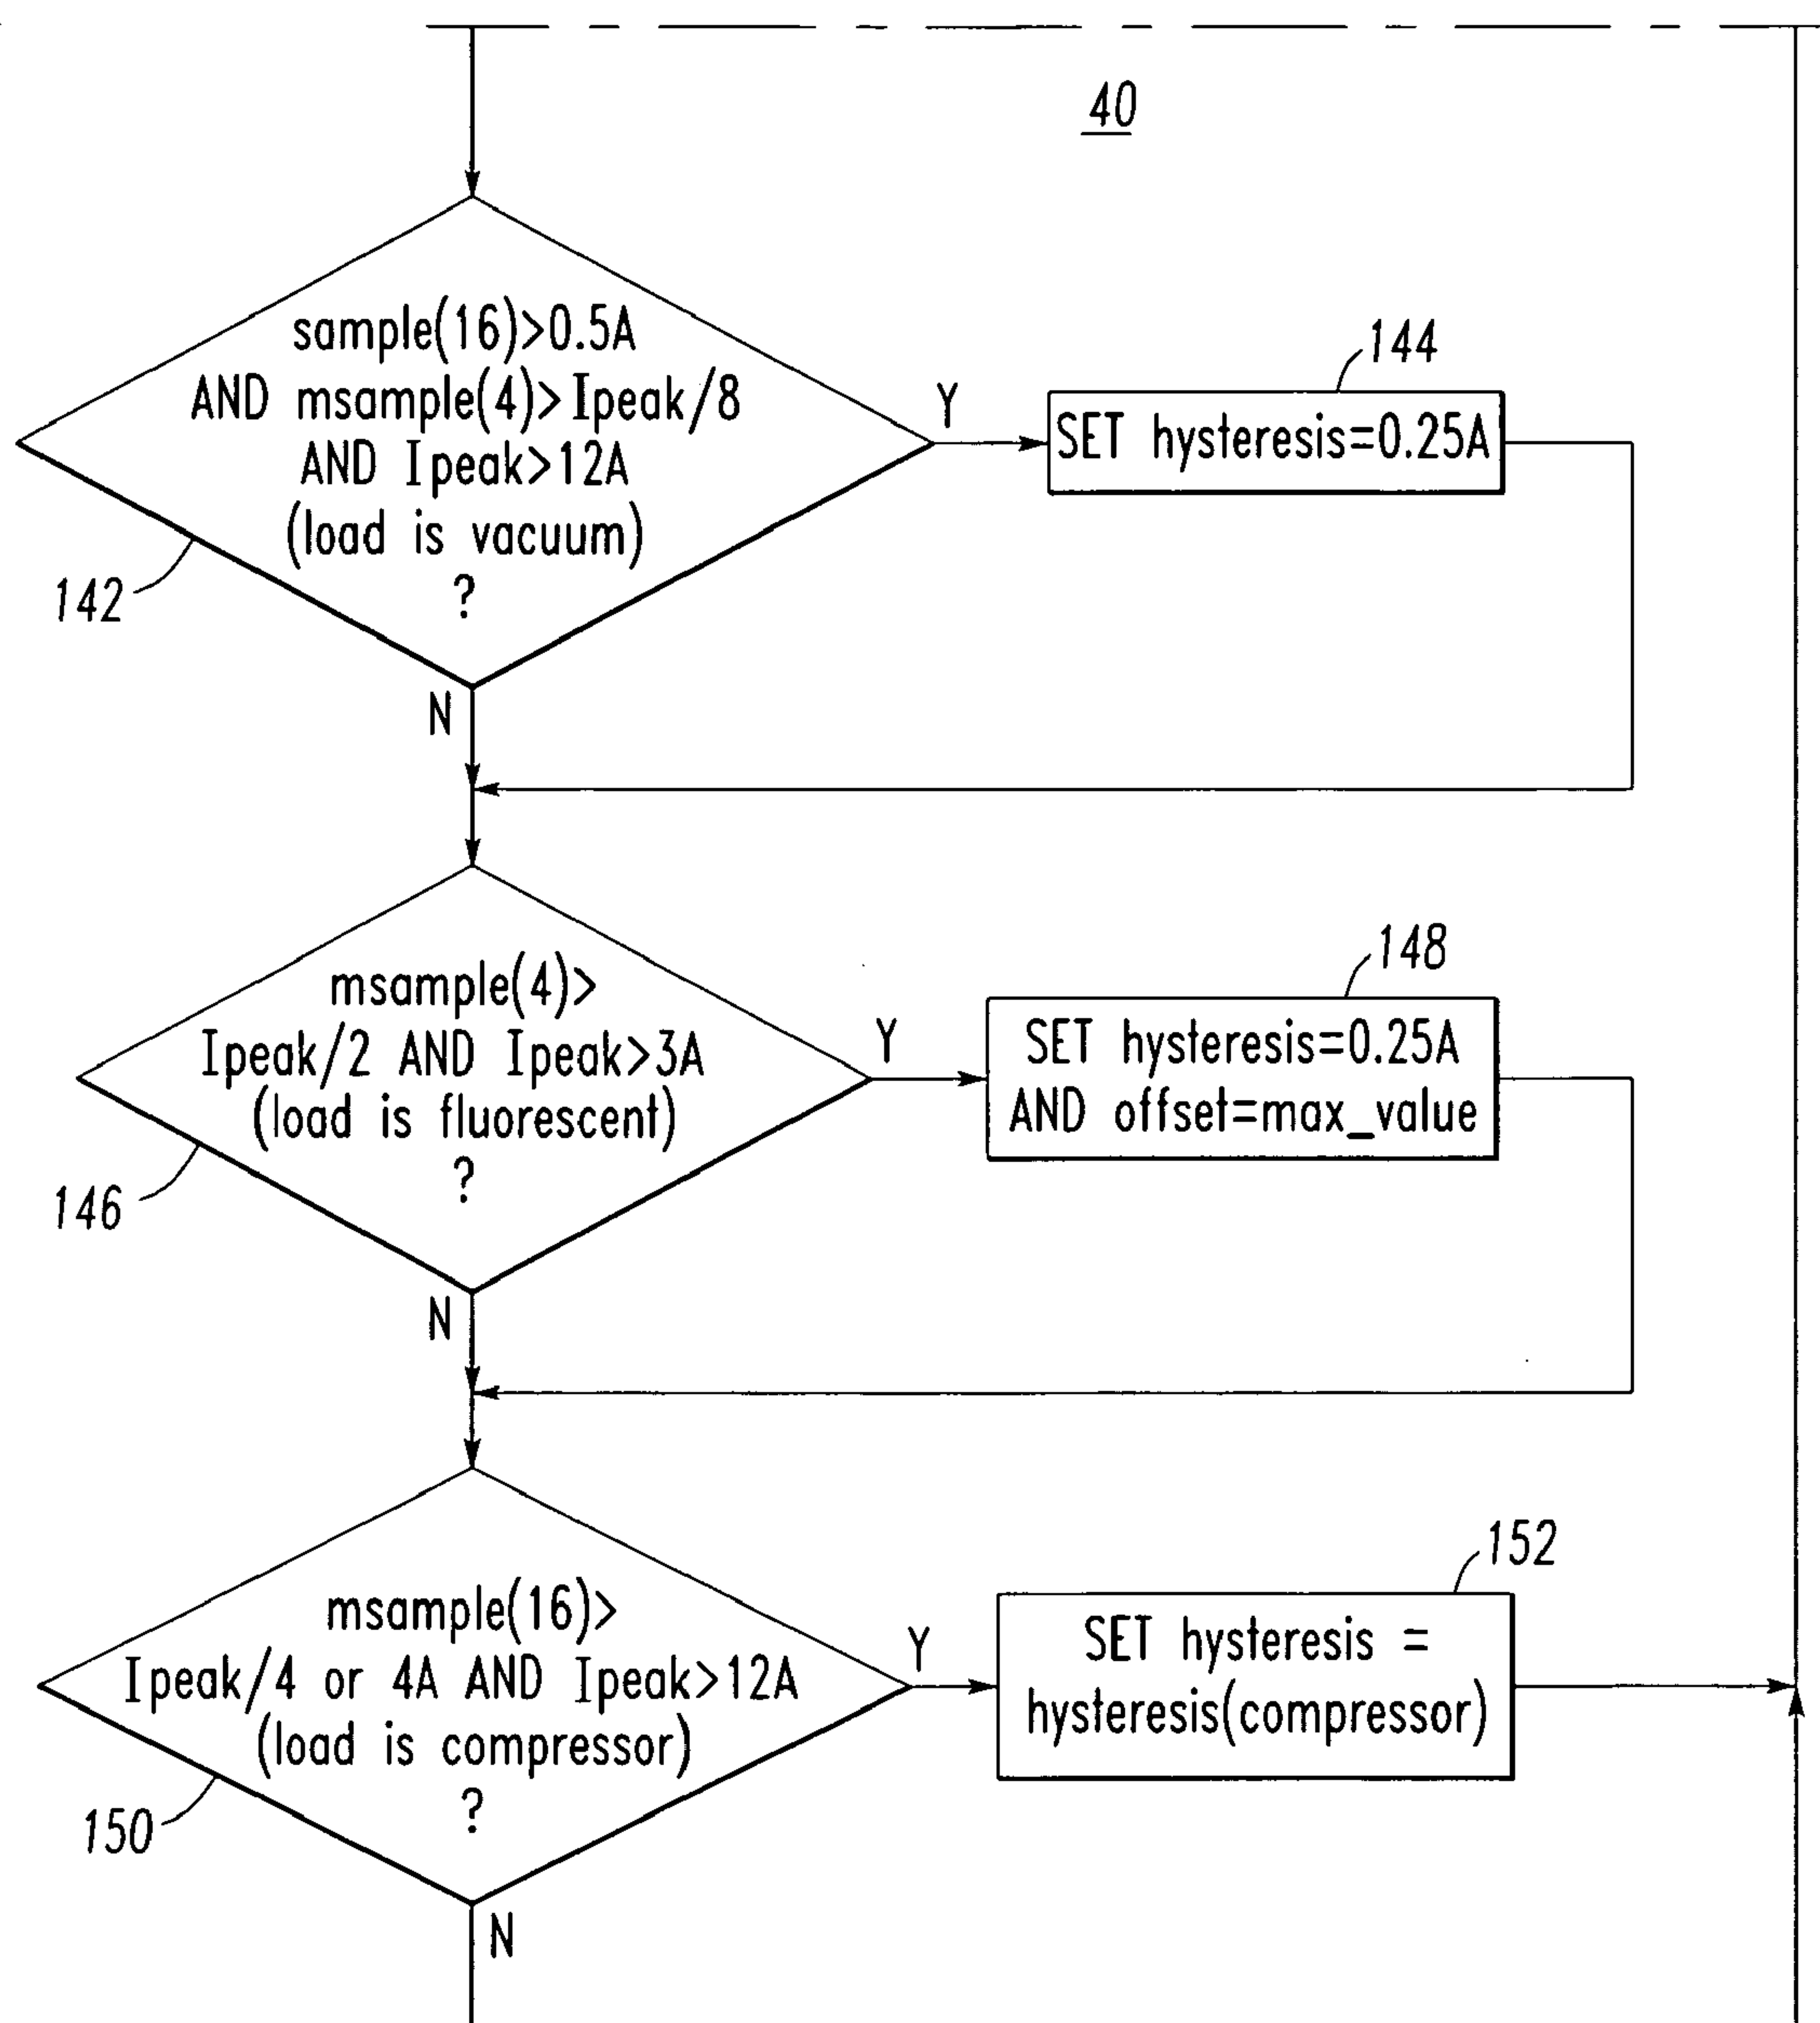 40
sample(16)>0.5A
AND msample(4)>Ipeak/8
AND Ipeak>12A
(load is vacuum)
?
142
Y
144
SET hysteresis=0.25A
N
msample(4)>
Ipeak/2 AND Ipeak>3A
(load is fluorescent)
?
146
Y
148
SET hysteresis=0.25A
AND offset=max_value
N
msample(16)>
Ipeak/4 or 4A AND Ipeak>12A
(load is compressor)
?
150
Y
152
SET hysteresis =
hysteresis(compressor)
N